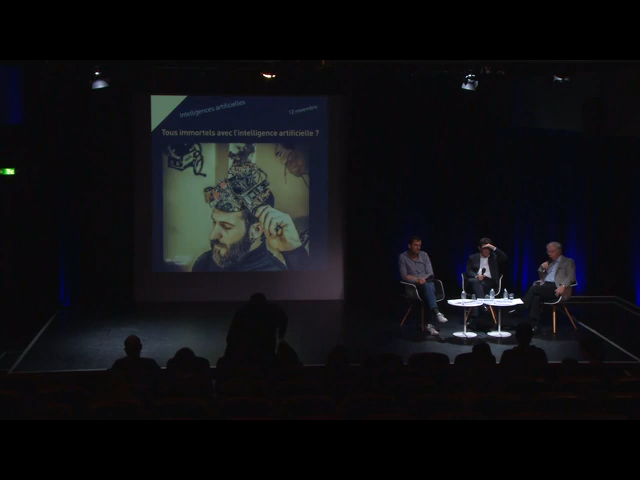 Intelligences artificielles
12 novembre
Tous immortels avec l'intelligence artificielle ?